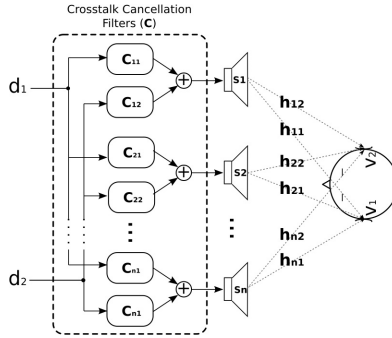 Crosstalk Cancellation
Filters (C)
d1
C11
C12
S1
h12
h11
C21
C22
S2
h22
h21
V2
V1
d2
Cn1
Cn1
Sn
hn2
hn1